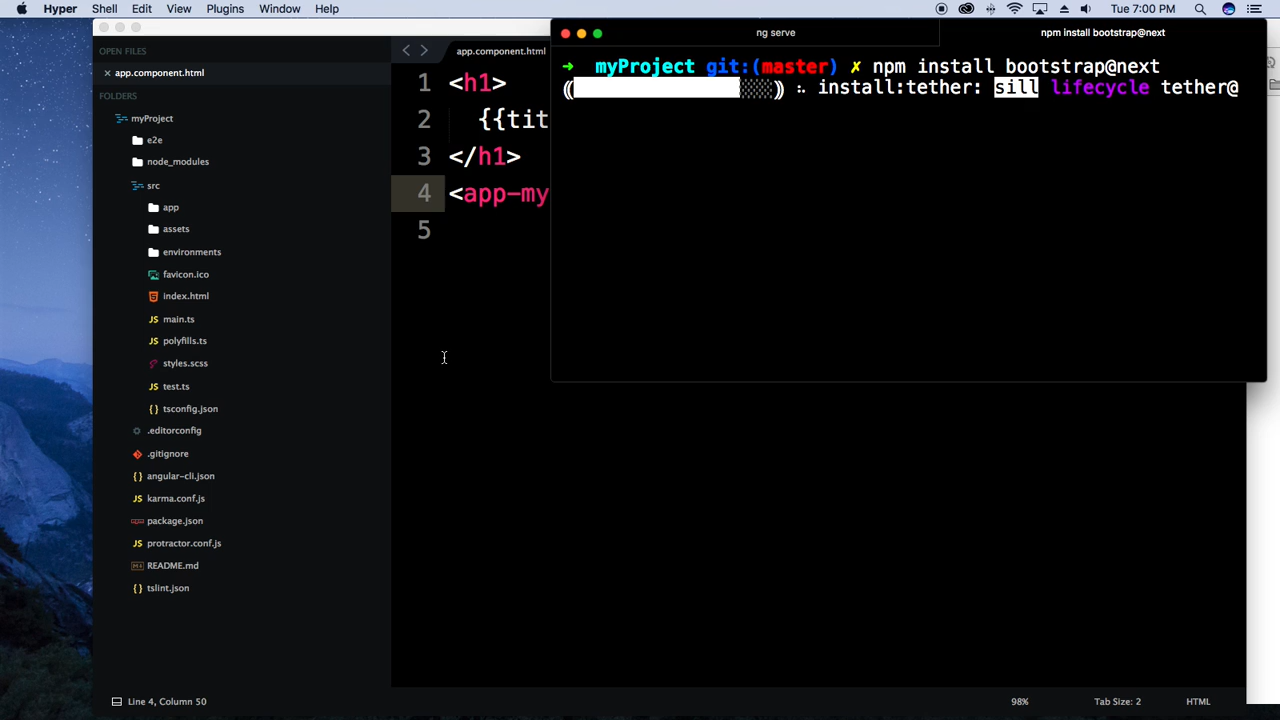 Hyper Shell Edit View Plugins Window Help Tue 7:00 PM
OPEN FILES
app.component.html
FOLDERS
myProject
e2e
node_modules
src
app
assets
environments
favicon.ico
index.html
JS main.ts
JS polyfills.ts
styles.scss
JS test.ts
{} tsconfig.json
.editorconfig
.gitignore
{} angular-cli.json
JS karma.conf.js
package.json
JS protractor.conf.js
README.md
{} tslint.json
app.component.html
1 <h1>
2 {{tit
3 </h1>
4 <app-my
5
ng serve
npm install bootstrap@next
➜ myProject git:(master) ✗ npm install bootstrap@next
(░░░) ⠦ install:tether: sill lifecycle tether@
Line 4, Column 50
98%
Tab Size: 2
HTML